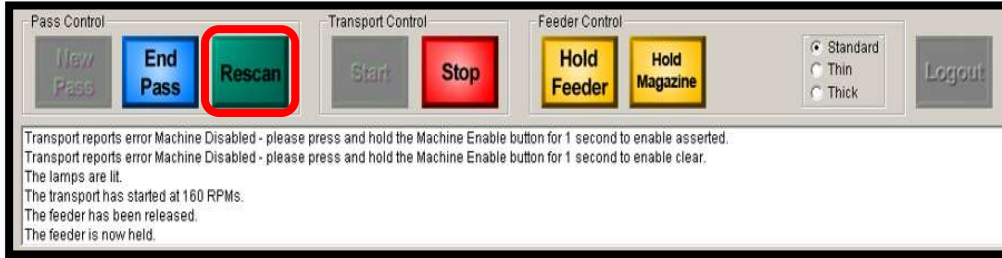 Pass Control
New Pass
End Pass
Rescan
Transport Control
Start
Stop
Feeder Control
Hold Feeder
Hold Magazine
Standard
Thin
Thick
Logout
Transport reports error Machine Disabled - please press and hold the Machine Enable button for 1 second to enable asserted.
Transport reports error Machine Disabled - please press and hold the Machine Enable button for 1 second to enable clear.
The lamps are lit.
The transport has started at 160 RPMs.
The feeder has been released.
The feeder is now held.